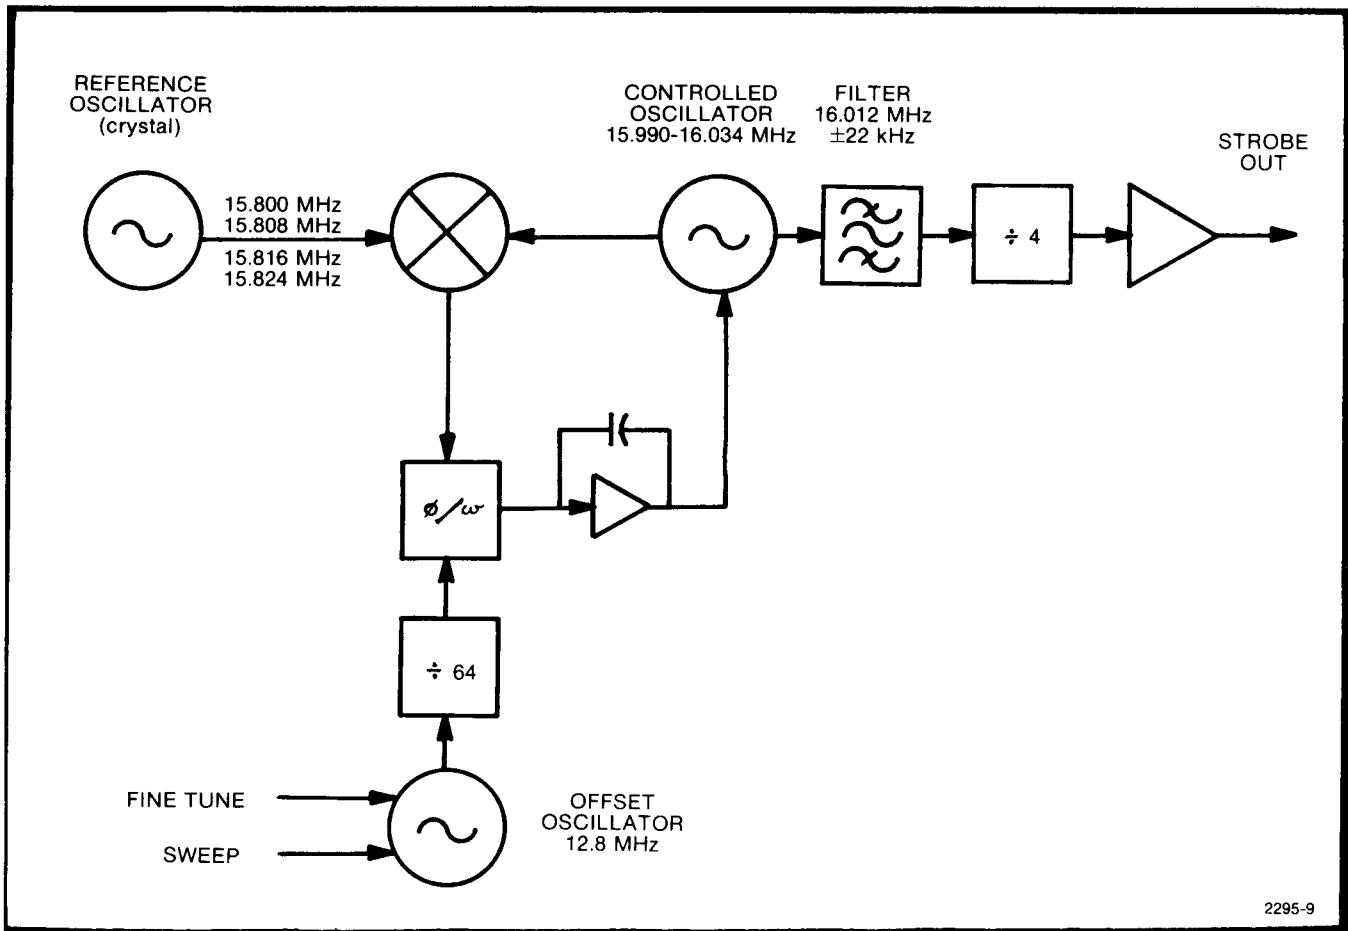 REFERENCE
OSCILLATOR
(crystal)
15.800 MHz
15.808 MHz
15.816 MHz
15.824 MHz
CONTROLLED
OSCILLATOR
15.990-16.034 MHz
FILTER
16.012 MHz
±22 kHz
STROBE
OUT
÷ 4
ø/ω
÷ 64
FINE TUNE
SWEEP
OFFSET
OSCILLATOR
12.8 MHz
2295-9